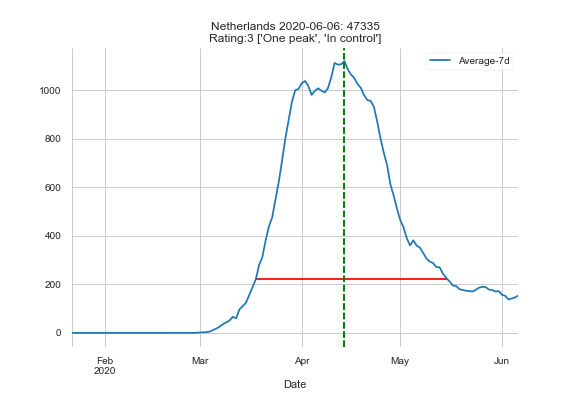 Netherlands 2020-06-06: 47335
Rating:3 ['One peak', 'In control']
Average-7d
1000
800
600
400
200
0
Feb Mar Apr May Jun
2020
Date